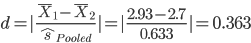 d = | (X̅₁ − X̅₂) / ŝ_Pooled | = | (2.93 − 2.7) / 0.633 | = 0.363